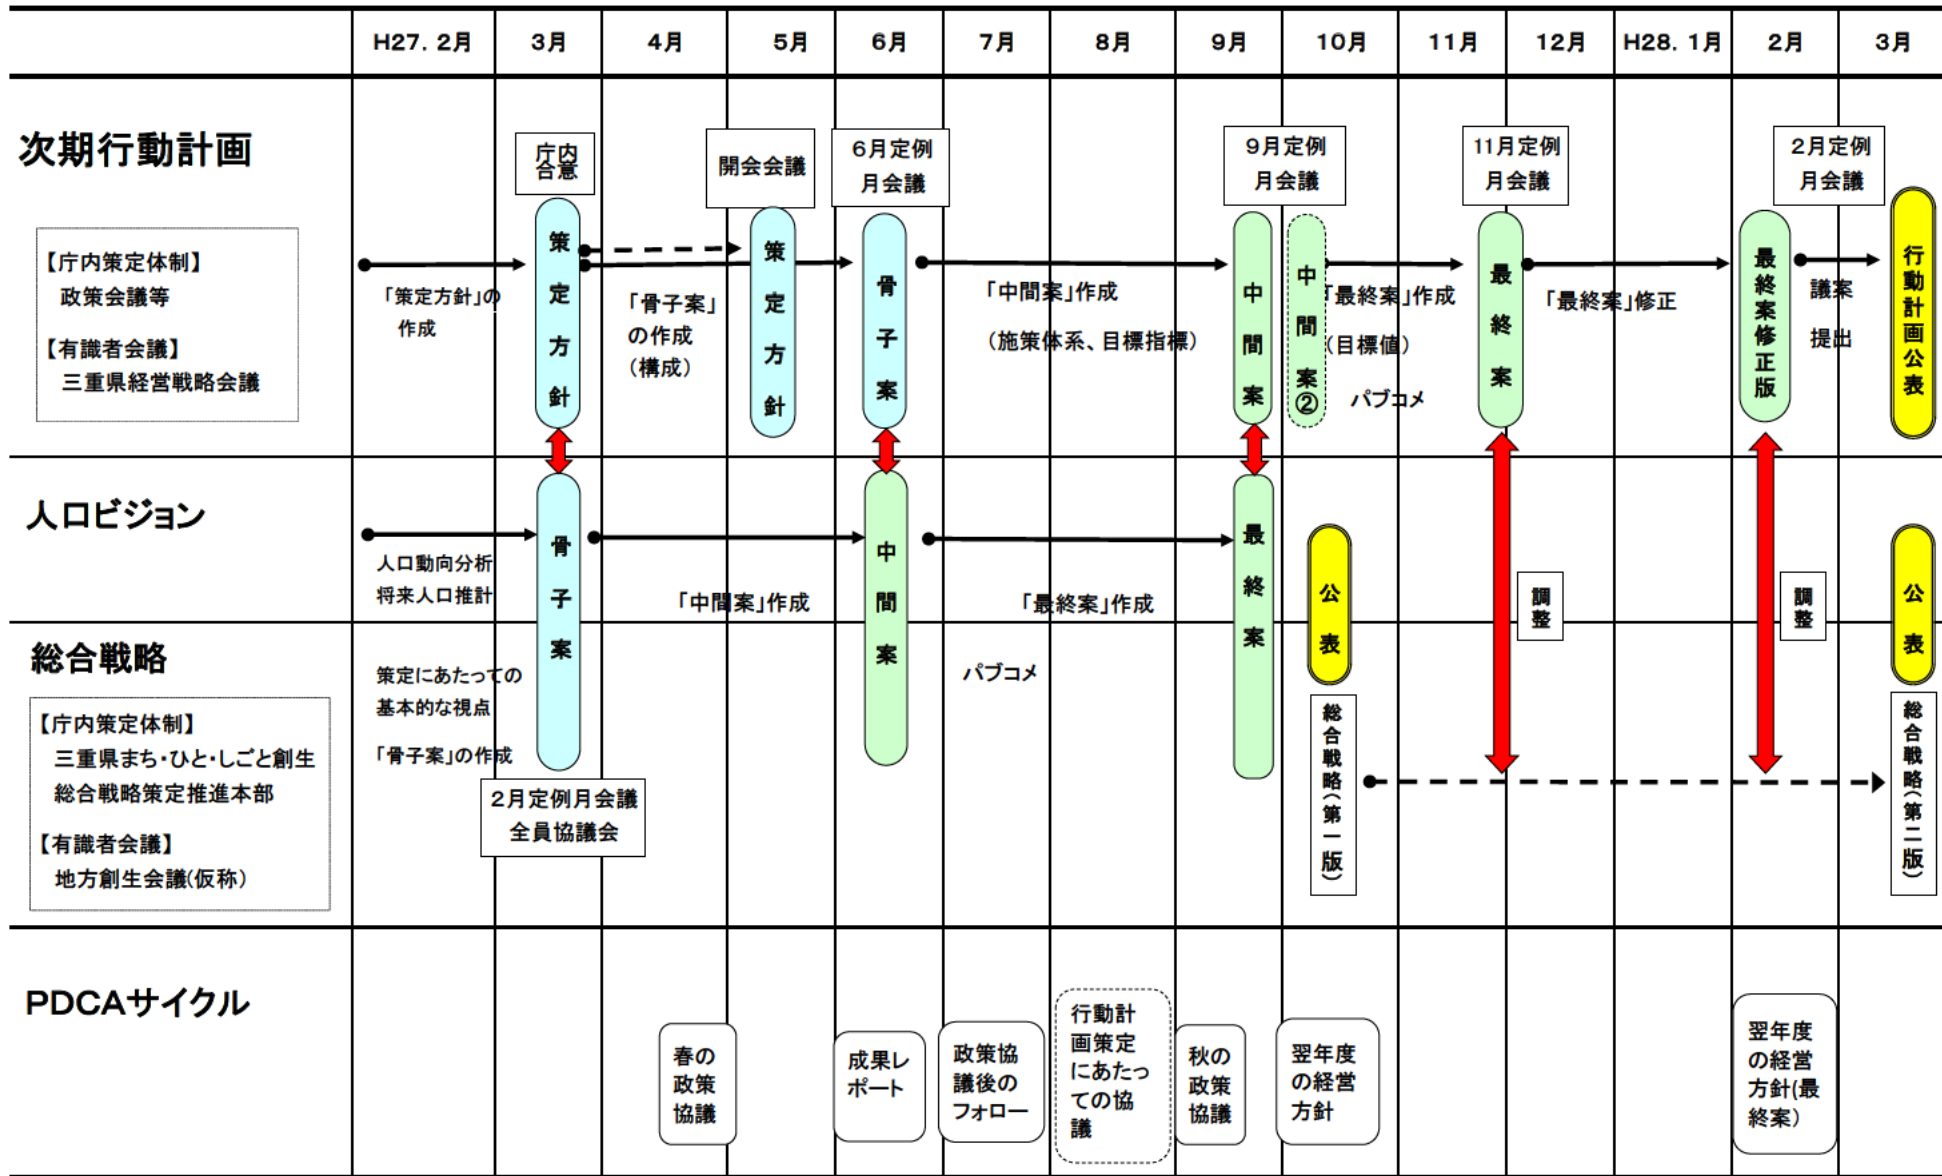 H27．2月
3月
4月
5月
6月
7月
8月
9月
10月
11月
12月
H28．1月
2月
3月
次期行動計画
【庁内策定体制】
政策会議等
【有識者会議】
三重県経営戦略会議
「策定方針」の
作成
庁内
合意
策定方針
「骨子案」
の作成
（構成）
開会会議
策定方針
6月定例
月会議
骨子案
「中間案」作成
（施策体系、目標指標）
9月定例
月会議
中間案
中間案②
「最終案」作成
（目標値）
パブコメ
11月定例
月会議
最終案
「最終案」修正
最終案修正版
2月定例
月会議
議案
提出
行動計画公表
人口ビジョン
人口動向分析
将来人口推計
骨子案
「中間案」作成
中間案
「最終案」作成
最終案
公表
調整
調整
公表
総合戦略
【庁内策定体制】
三重県まち・ひと・しごと創生
総合戦略策定推進本部
【有識者会議】
地方創生会議(仮称）
策定にあたっての
基本的な視点
「骨子案」の作成
2月定例月会議
全員協議会
パブコメ
総合戦略（第一版）
総合戦略（第二版）
PDCAサイクル
春の
政策
協議
成果レ
ポート
政策協
議後の
フォロー
行動計
画策定
にあたっ
ての協
議
秋の
政策
協議
翌年度
の経営
方針
翌年度
の経営
方針(最
終案）